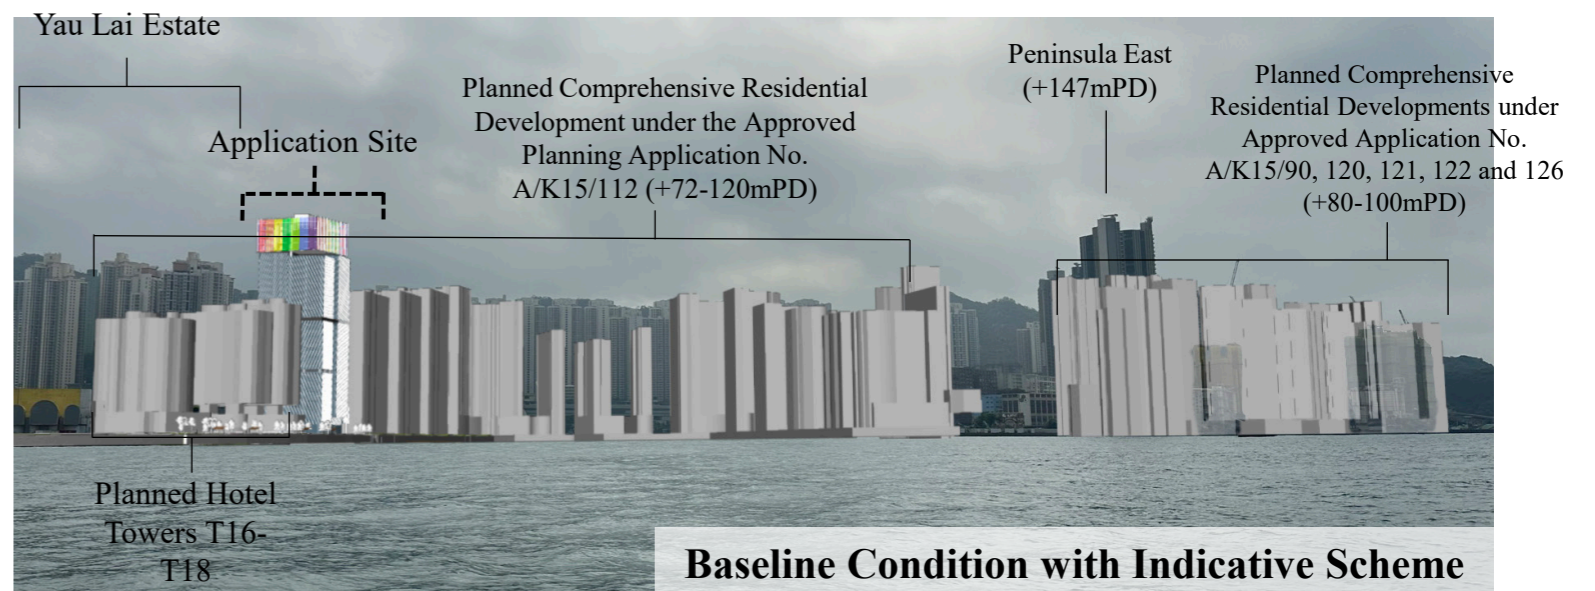 Yau Lai Estate
Application Site
Planned Comprehensive Residential
Development under the Approved
Planning Application No.
A/K15/112 (+72-120mPD)
Peninsula East
(+147mPD)
Planned Comprehensive
Residential Developments under
Approved Application No.
A/K15/90, 120, 121, 122 and 126
(+80-100mPD)
Planned Hotel
Towers T16-
T18
Baseline Condition with Indicative Scheme